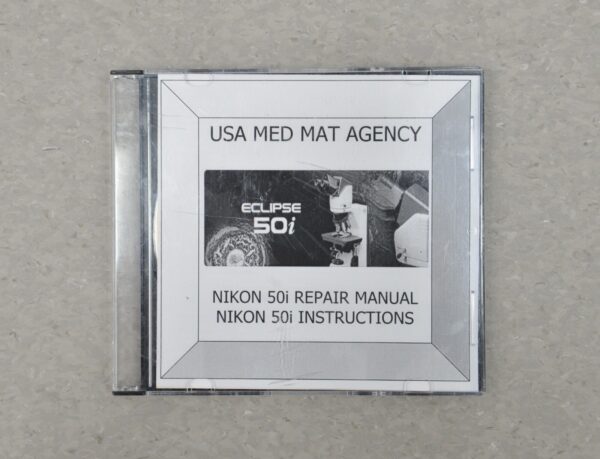 USA MED MAT AGENCY
ECLIPSE
50i
NIKON 50i REPAIR MANUAL
NIKON 50i INSTRUCTIONS